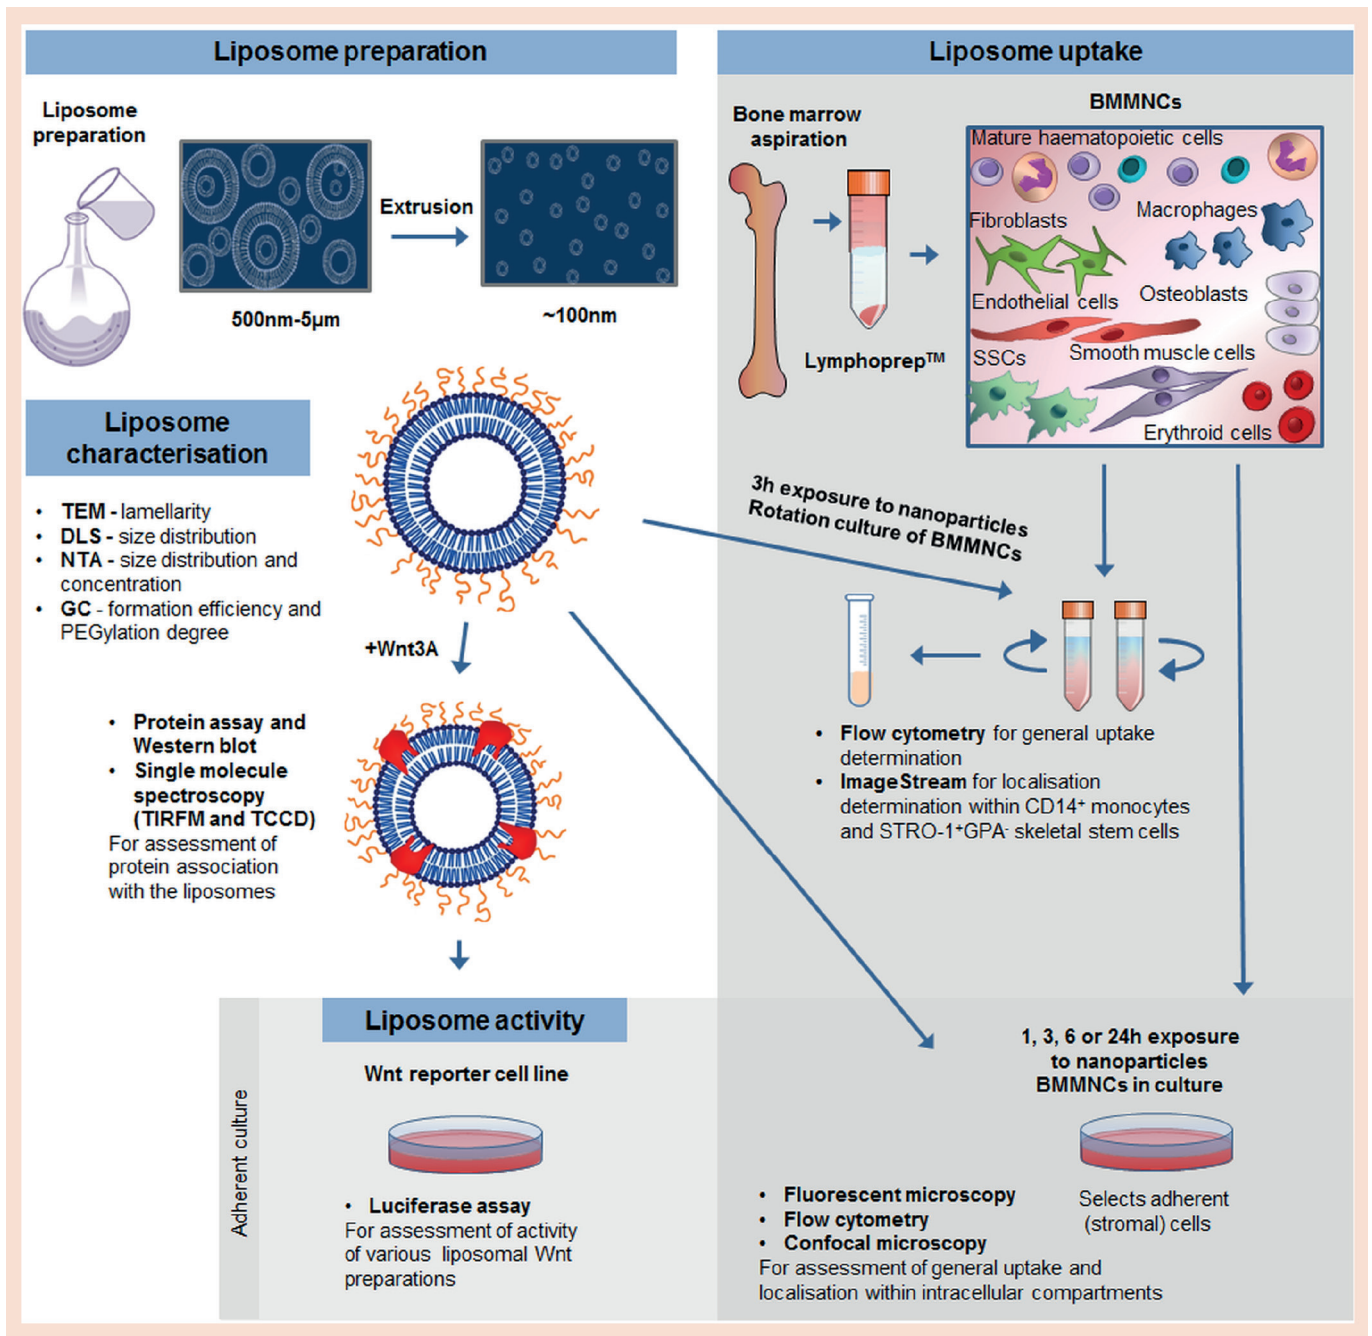 Liposome preparation
Liposome
preparation
Extrusion
500nm-5µm
~100nm
Liposome
characterisation
• TEM - lamellarity
• DLS - size distribution
• NTA - size distribution and
concentration
• GC - formation efficiency and
PEGylation degree
+Wnt3A
• Protein assay and
Western blot
• Single molecule
spectroscopy
(TIRFM and TCCD)
For assessment of
protein association
with the liposomes
Liposome uptake
Bone marrow
aspiration
Lymphoprep™
BMMNCs
Mature haematopoietic cells
Fibroblasts
Macrophages
Endothelial cells
Osteoblasts
SSCs
Smooth muscle cells
Erythroid cells
3h exposure to nanoparticles
Rotation culture of BMMNCs
• Flow cytometry for general uptake
determination
• ImageStream for localisation
determination within CD14⁺ monocytes
and STRO-1⁺GPA⁻ skeletal stem cells
Adherent culture
Liposome activity
Wnt reporter cell line
• Luciferase assay
For assessment of activity
of various liposomal Wnt
preparations
1, 3, 6 or 24h exposure
to nanoparticles
BMMNCs in culture
Selects adherent
(stromal) cells
• Fluorescent microscopy
• Flow cytometry
• Confocal microscopy
For assessment of general uptake and
localisation within intracellular compartments